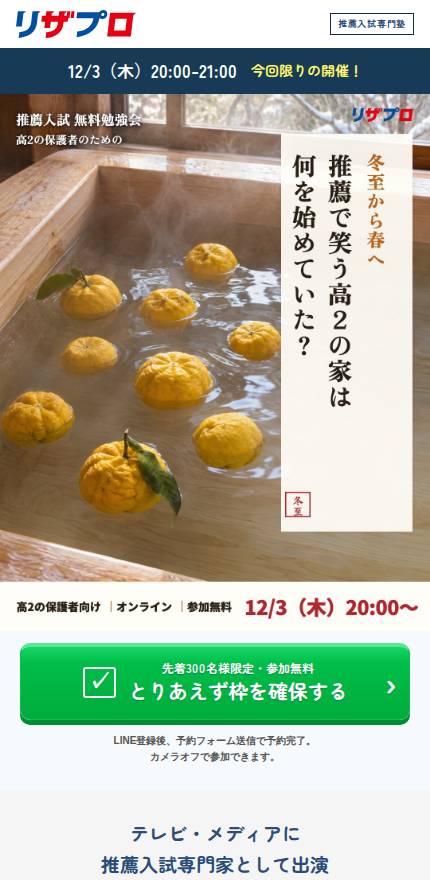 リザプロ
推薦入試専門塾
12/3（木）20:00-21:00 今回限りの開催！
推薦入試 無料勉強会
高2の保護者のための
リザプロ
冬至から春へ
推薦で笑う高2の家は
何を始めていた？
冬至
高2の保護者向け｜オンライン｜参加無料 12/3（木）20:00〜
先着300名様限定・参加無料
とりあえず枠を確保する
LINE登録後、予約フォーム送信で予約完了。
カメラオフで参加できます。
テレビ・メディアに
推薦入試専門家として出演